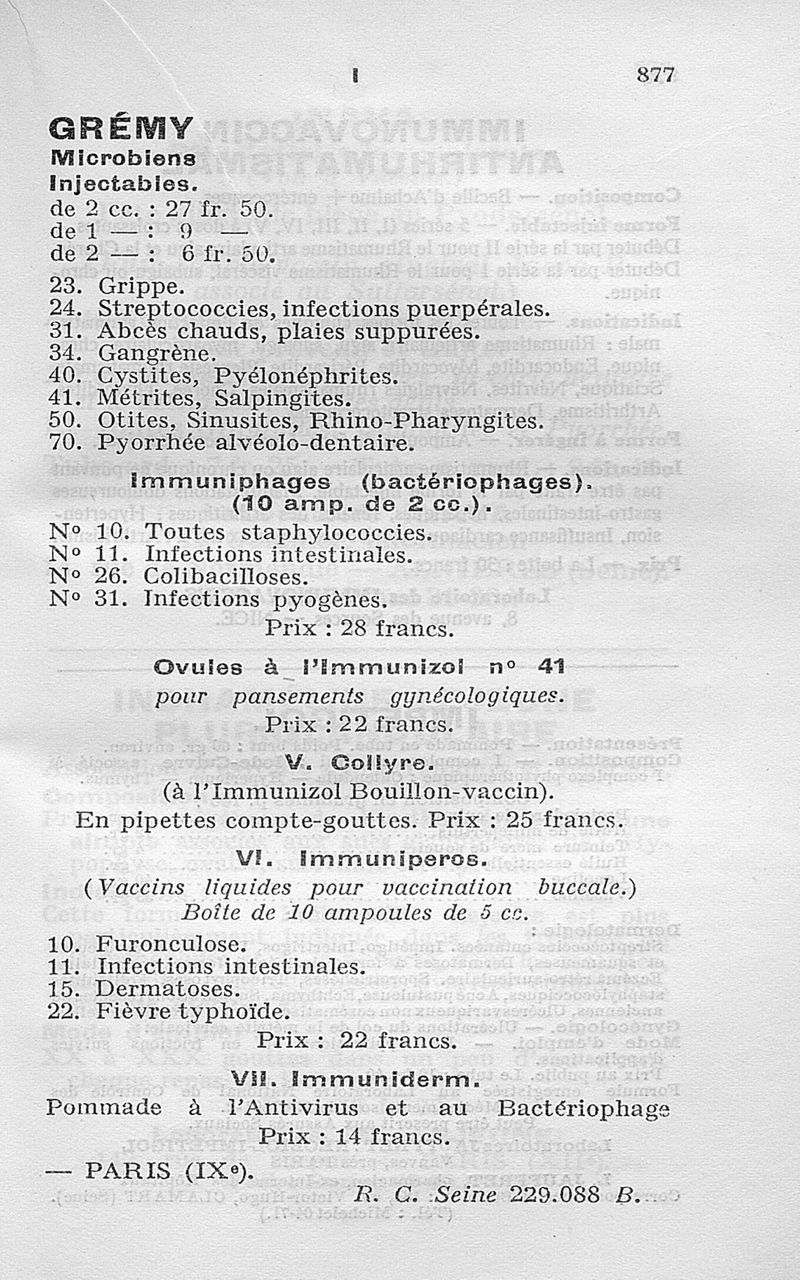 I 877
GRÉMY
Microbiens
Injectables.
de 2 cc. : 27 fr. 50.
de 1 — : 9 —
de 2 — : 6 fr. 50.
23. Grippe.
24. Streptococcies, infections puerpérales.
31. Abcès chauds, plaies suppurées.
34. Gangrène.
40. Cystites, Pyélonéphrites.
41. Métrites, Salpingites.
50. Otites, Sinusites, Rhino-Pharyngites.
70. Pyorrhée alvéolo-dentaire.
Immuniphages (bactériophages).
(10 amp. de 2 cc.).
Nº 10. Toutes staphylococcies.
Nº 11. Infections intestinales.
Nº 26. Colibacilloses.
Nº 31. Infections pyogènes.
Prix : 28 francs.
Ovules à l'Immunizol nº 41
pour pansements gynécologiques.
Prix : 22 francs.
V. Collyre.
(à l'Immunizol Bouillon-vaccin).
En pipettes compte-gouttes. Prix : 25 francs.
VI. Immuniperos.
(Vaccins liquides pour vaccination buccale.)
Boîte de 10 ampoules de 5 cc.
10. Furonculose.
11. Infections intestinales.
15. Dermatoses.
22. Fièvre typhoïde.
Prix : 22 francs.
VII. Immuniderm.
Pommade à l'Antivirus et au Bactériophage
Prix : 14 francs.
— PARIS (IXᵉ).
R. C. Seine 229.088 B.